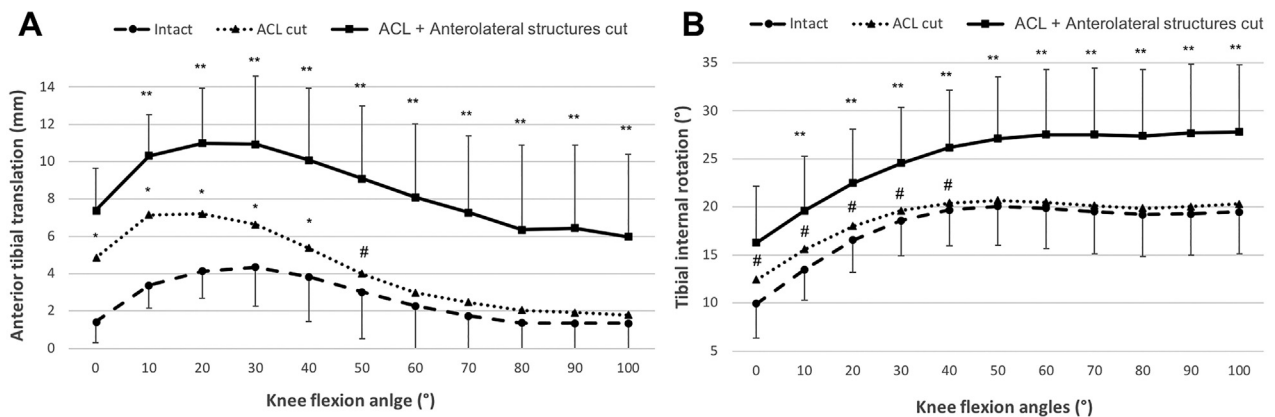 A
Intact
ACL cut
ACL + Anterolateral structures cut
Anterior tibial translation (mm)
14
12
10
8
6
4
2
0
** ** ** ** ** ** ** ** ** **
* * * * * #
0 10 20 30 40 50 60 70 80 90 100
Knee flexion anlge (°)
B
Intact
ACL cut
ACL + Anterolateral structures cut
Tibial internal rotation (°)
35
30
25
20
15
10
5
** ** ** ** ** ** ** ** ** **
# # # # #
0 10 20 30 40 50 60 70 80 90 100
Knee flexion angles (°)